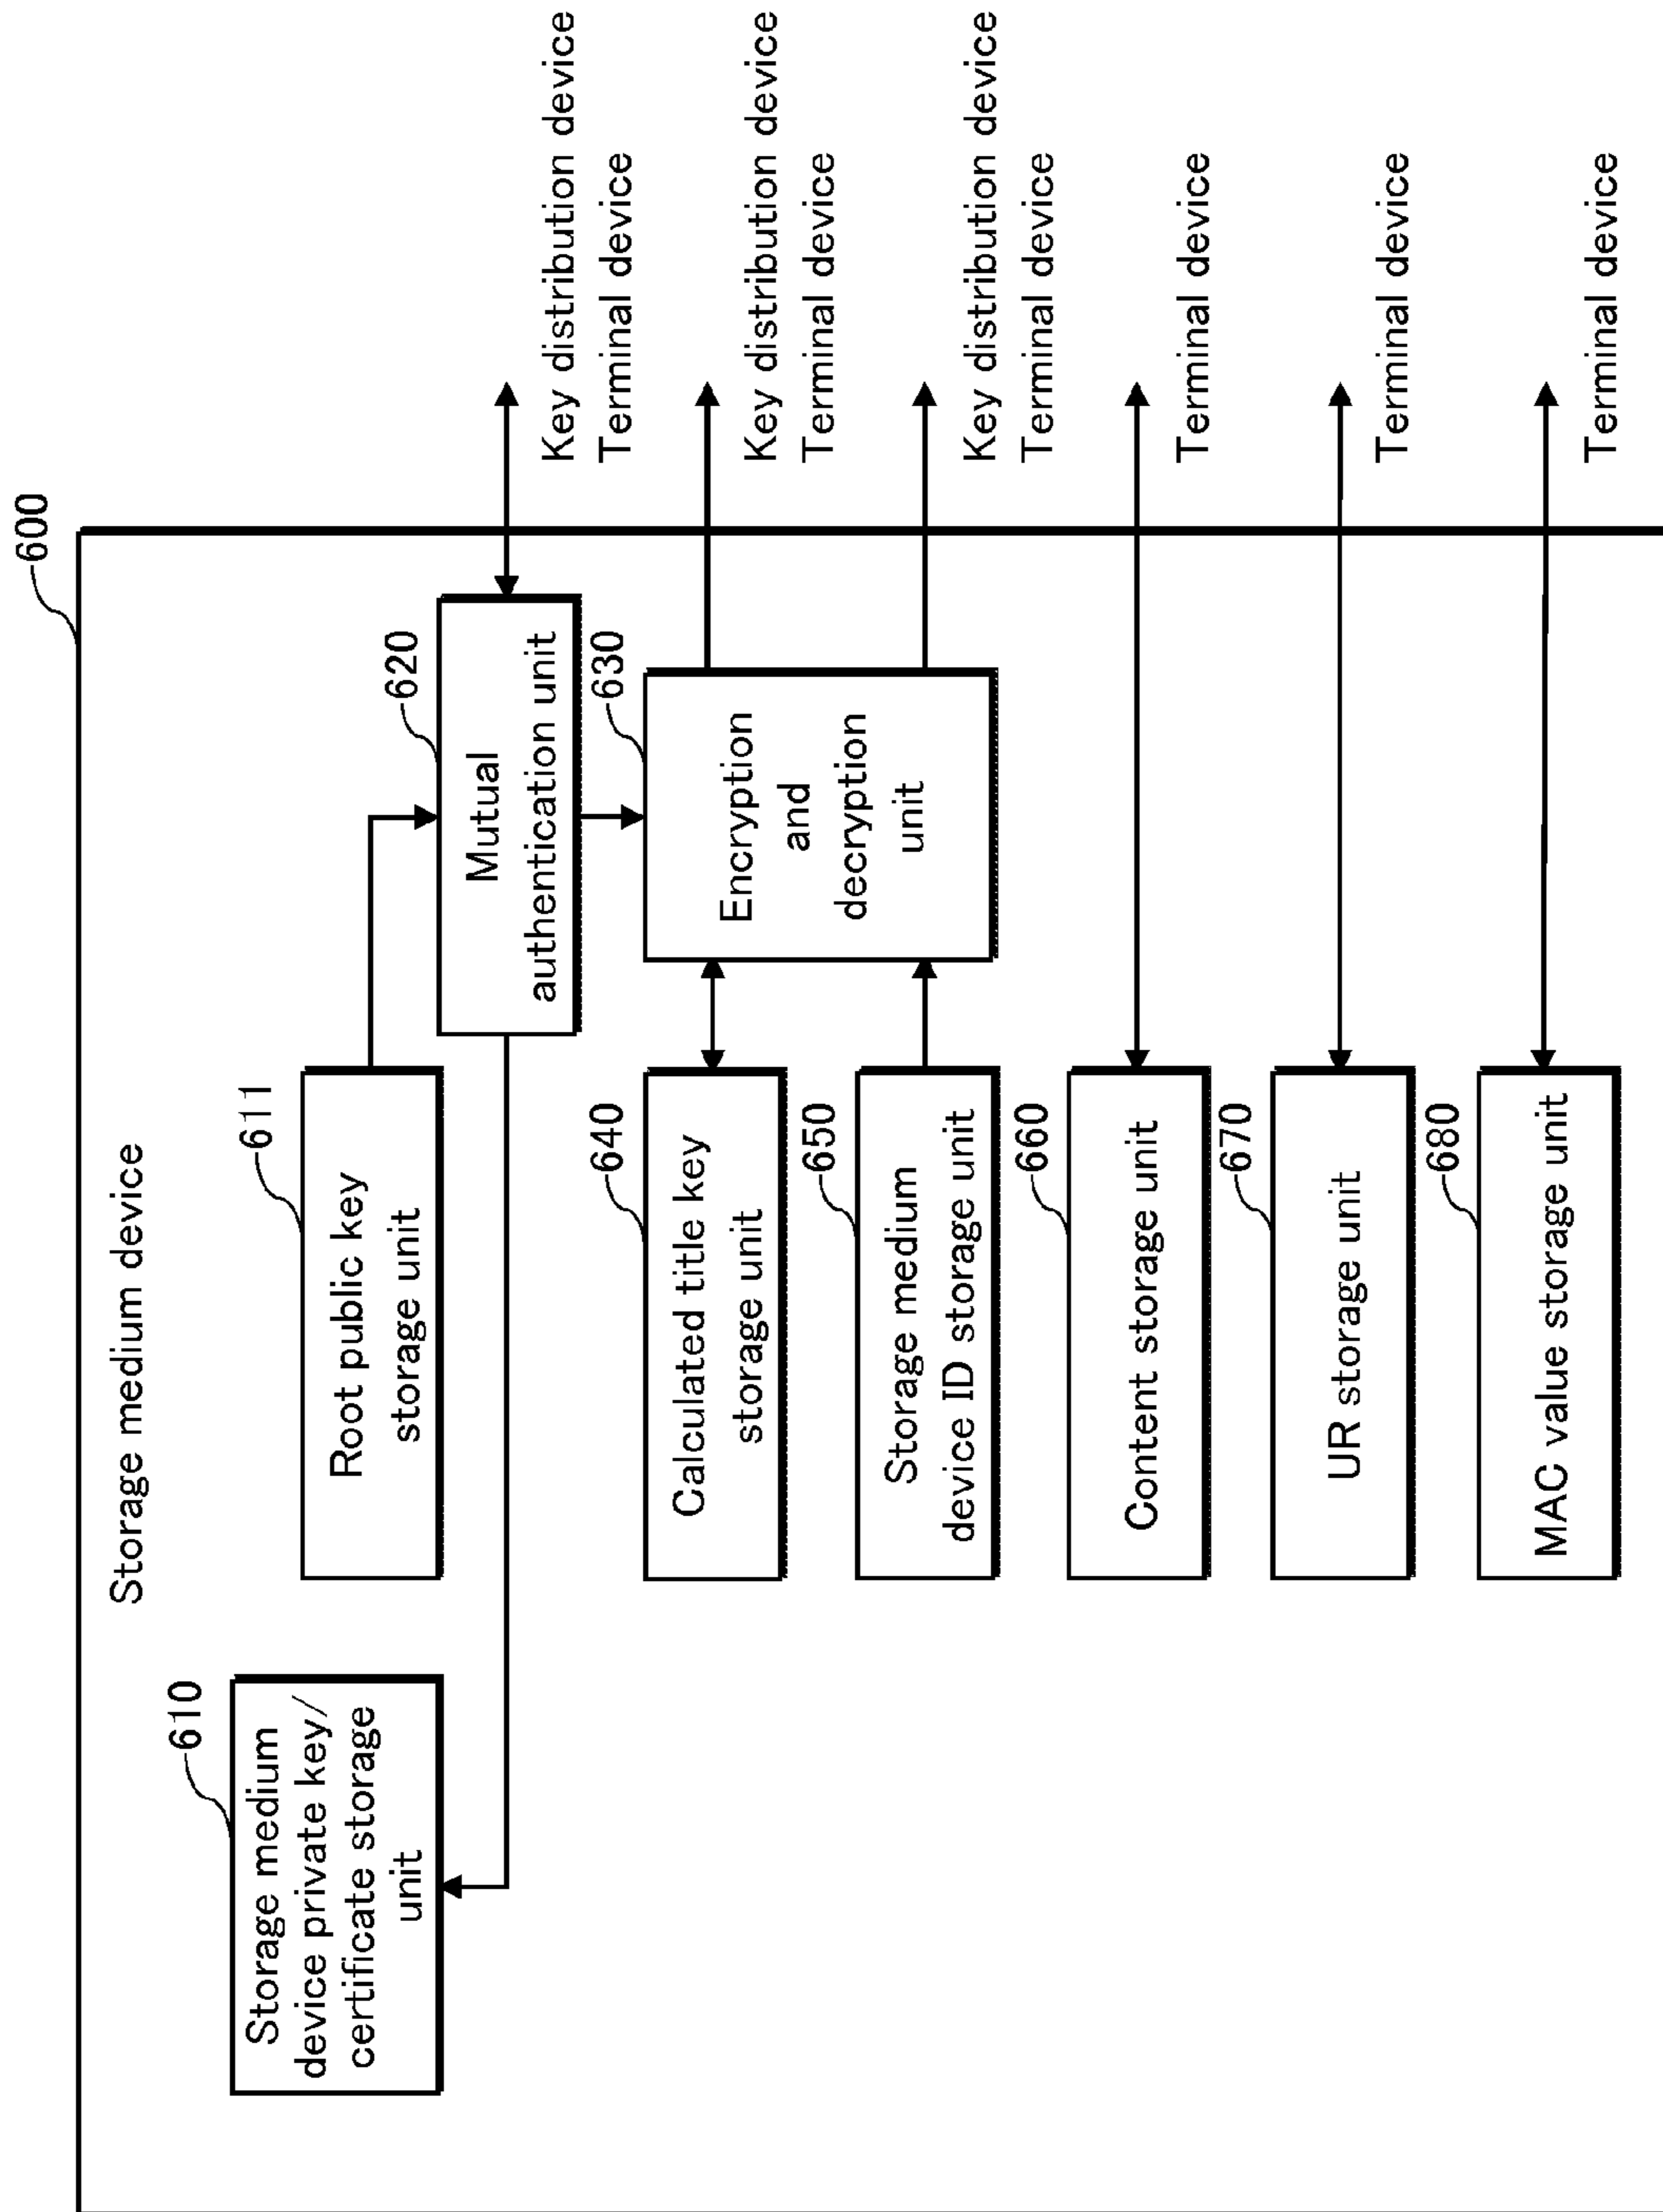 600
Storage medium device
610
Storage medium
device private key/
certificate storage
unit
611
Root public key
storage unit
620
Mutual
authentication unit
Key distribution device
Terminal device
630
Encryption
and
decryption
unit
640
Calculated title key
storage unit
Key distribution device
Terminal device
650
Storage medium
device ID storage unit
Key distribution device
Terminal device
660
Content storage unit
Terminal device
670
UR storage unit
Terminal device
680
MAC value storage unit
Terminal device